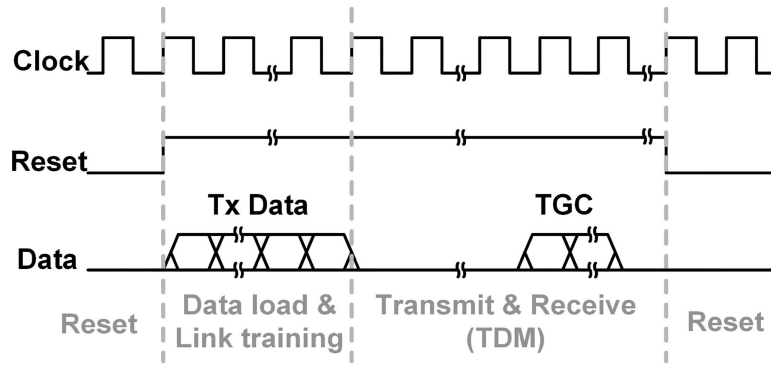 Clock
Reset
Tx Data
TGC
Data
Reset
Data load &
Link training
Transmit & Receive
(TDM)
Reset